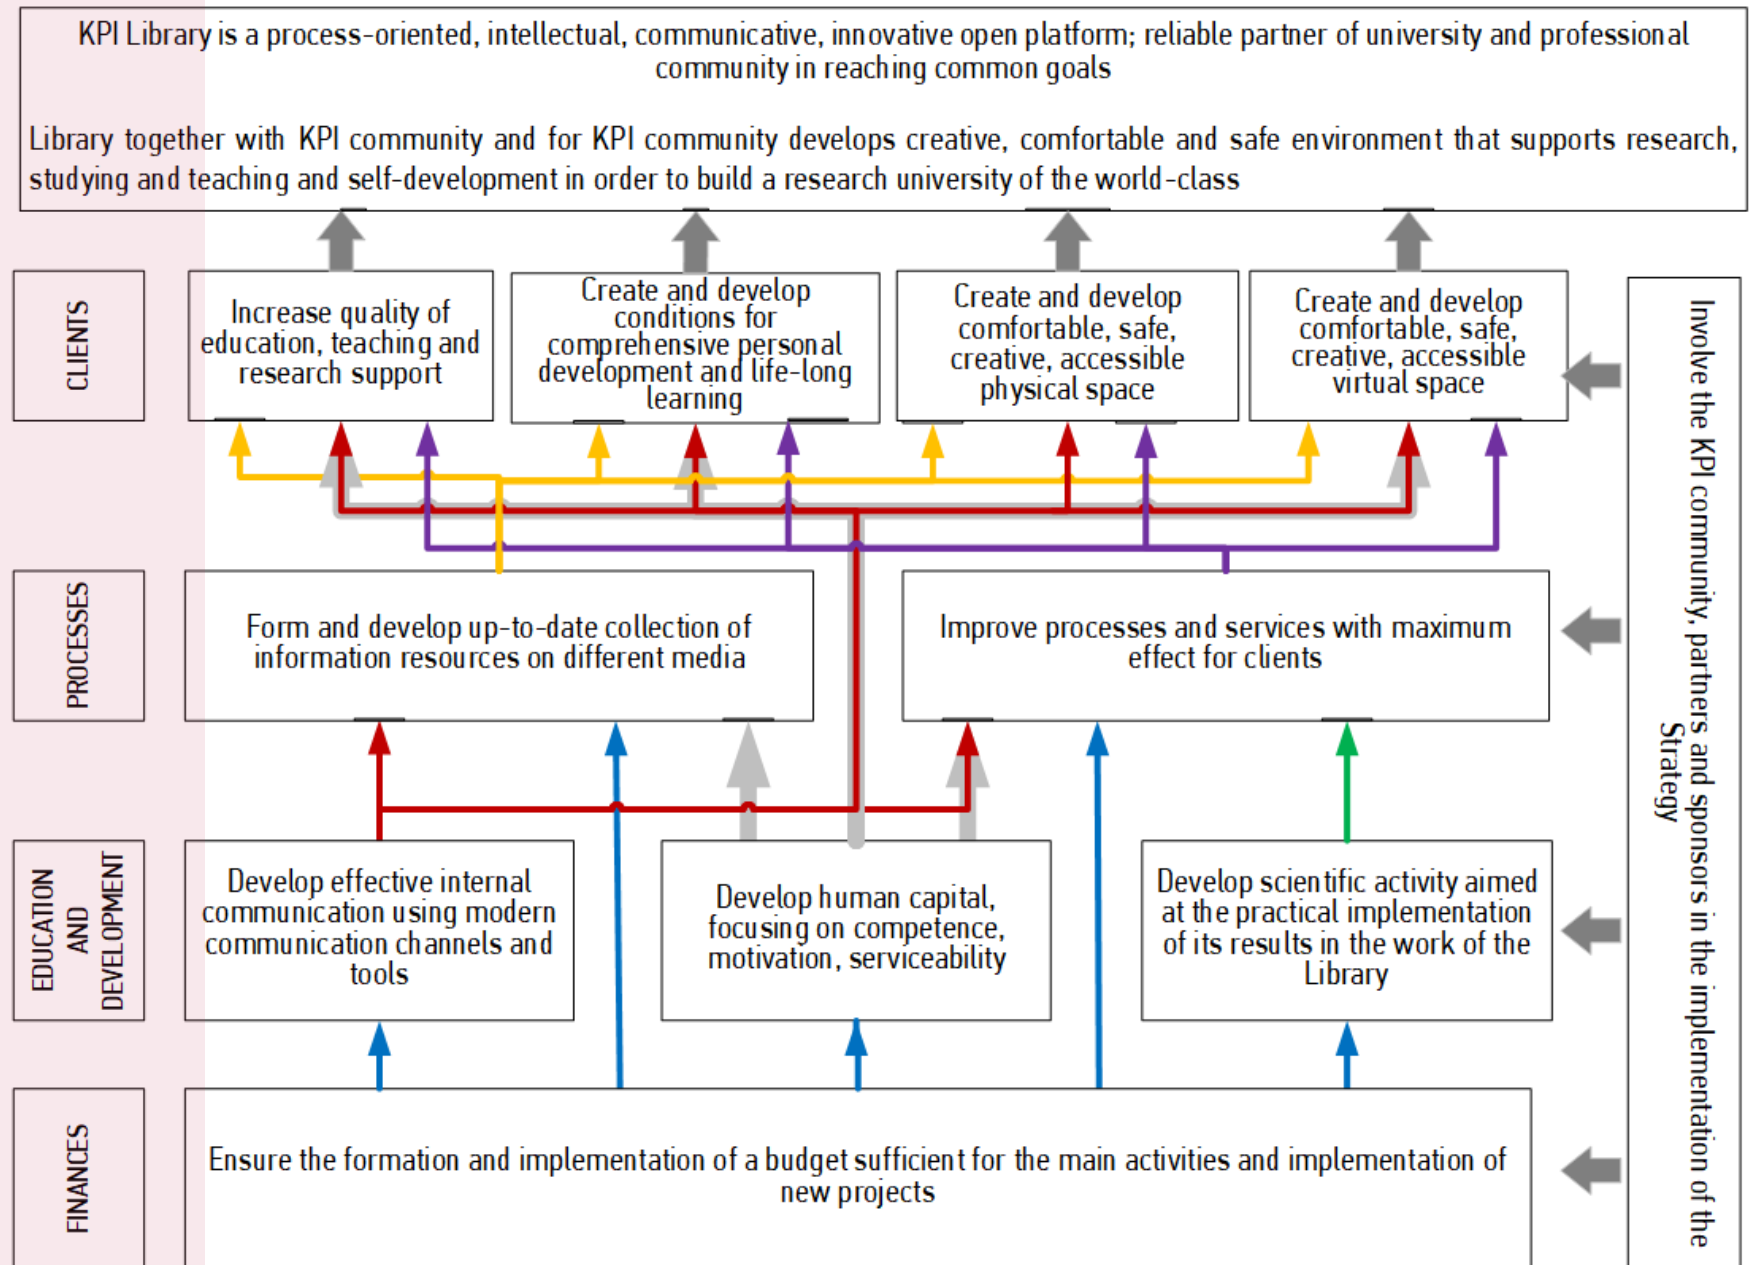 KPI Library is a process-oriented, intellectual, communicative, innovative open platform; reliable partner of university and professional
community in reaching common goals
Library together with KPI community and for KPI community develops creative, comfortable and safe environment that supports research,
studying and teaching and self-development in order to build a research university of the world-class
CLIENTS
Increase quality of
education, teaching and
research support
Create and develop
conditions for
comprehensive personal
development and life-long
learning
Create and develop
comfortable, safe,
creative, accessible
physical space
Create and develop
comfortable, safe,
creative, accessible
virtual space
Involve the KPI community, partners and sponsors in the implementation of the
Strategy
PROCESSES
Form and develop up-to-date collection of
information resources on different media
Improve processes and services with maximum
effect for clients
EDUCATION
AND
DEVELOPMENT
Develop effective internal
communication using modern
communication channels and
tools
Develop human capital,
focusing on competence,
motivation, serviceability
Develop scientific activity aimed
at the practical implementation
of its results in the work of the
Library
FINANCES
Ensure the formation and implementation of a budget sufficient for the main activities and implementation of
new projects